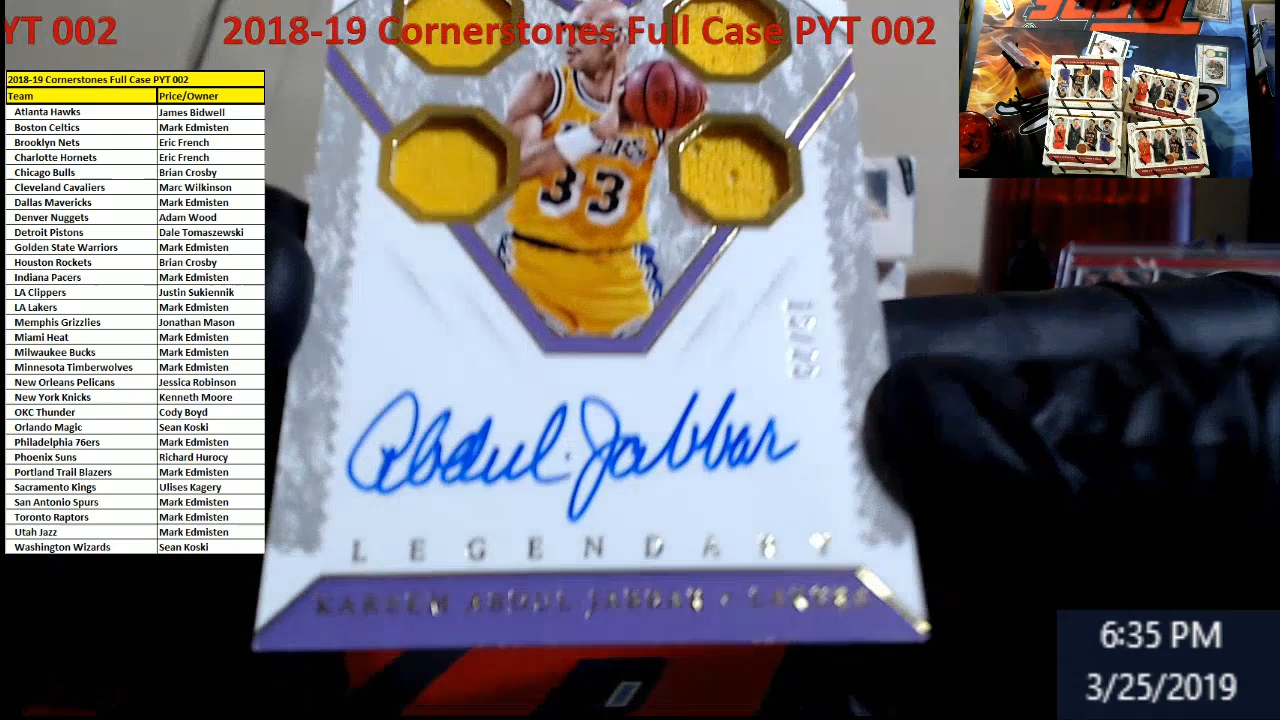 YT 002 2018-19 Cornerstones Full Case PYT 002
2018-19 Cornerstones Full Case PYT 002
Team Price/Owner
Atlanta Hawks James Bidwell
Boston Celtics Mark Edmisten
Brooklyn Nets Eric French
Charlotte Hornets Eric French
Chicago Bulls Brian Crosby
Cleveland Cavaliers Marc Wilkinson
Dallas Mavericks Mark Edmisten
Denver Nuggets Adam Wood
Detroit Pistons Dale Tomaszewski
Golden State Warriors Mark Edmisten
Houston Rockets Brian Crosby
Indiana Pacers Mark Edmisten
LA Clippers Justin Sukiennik
LA Lakers Mark Edmisten
Memphis Grizzlies Jonathan Mason
Miami Heat Mark Edmisten
Milwaukee Bucks Mark Edmisten
Minnesota Timberwolves Mark Edmisten
New Orleans Pelicans Jessica Robinson
New York Knicks Kenneth Moore
OKC Thunder Cody Boyd
Orlando Magic Sean Koski
Philadelphia 76ers Mark Edmisten
Phoenix Suns Richard Hurocy
Portland Trail Blazers Mark Edmisten
Sacramento Kings Ulises Kagery
San Antonio Spurs Mark Edmisten
Toronto Raptors Mark Edmisten
Utah Jazz Mark Edmisten
Washington Wizards Sean Koski
33
Abdul-Jabbar
LEGENDARY
KAREEM ABDUL-JABBAR • LAKERS
6:35 PM
3/25/2019